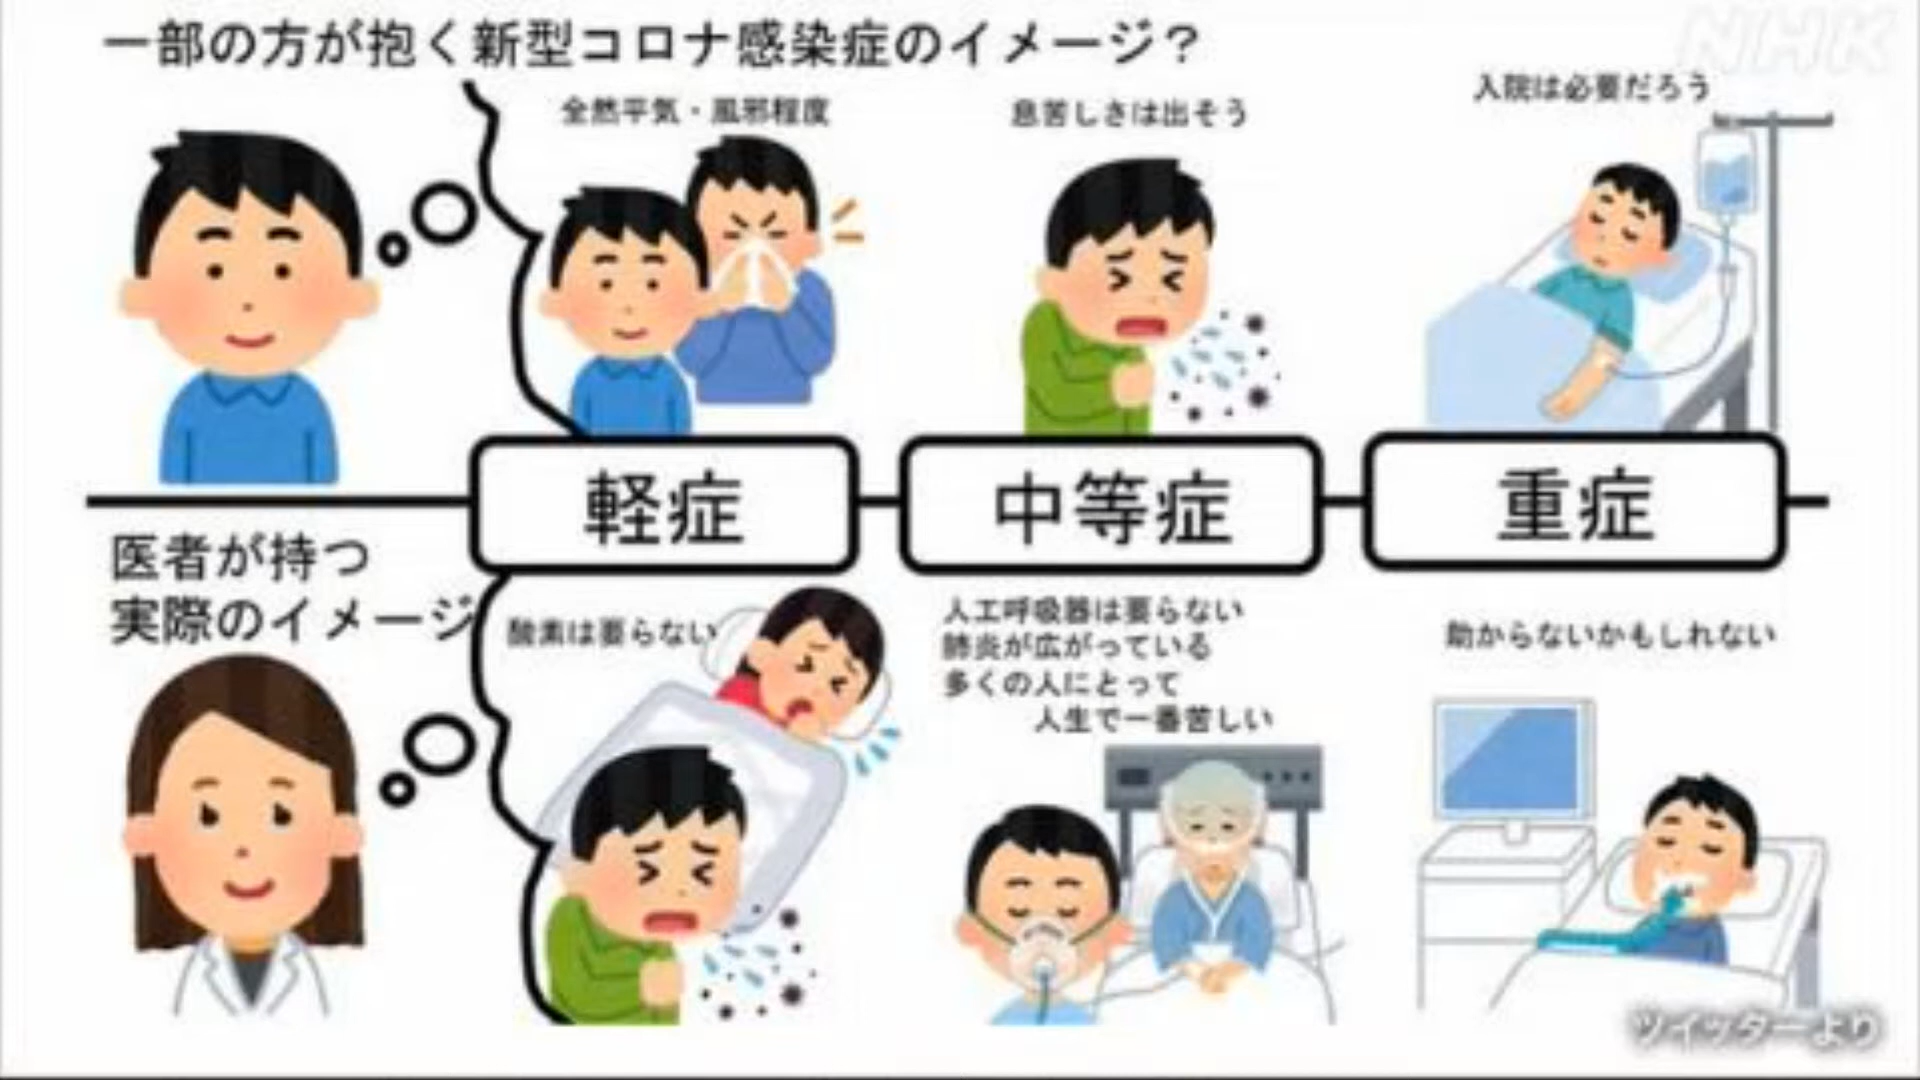 一部の方が抱く新型コロナ感染症のイメージ？
NHK
全然平気・風邪程度
息苦しさは出そう
入院は必要だろう
軽症
中等症
重症
医者が持つ
実際のイメージ
酸素は要らない
人工呼吸器は要らない
肺炎が広がっている
多くの人にとって
人生で一番苦しい
助からないかもしれない
ツイッターより